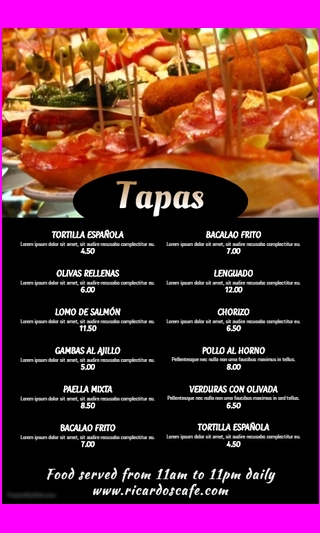 Tapas
TORTILLA ESPAÑOLA
Lorem ipsum dolor sit amet, sit audire recusabo complectitur eu.
4.50
OLIVAS RELLENAS
Lorem ipsum dolor sit amet, sit audire recusabo complectitur eu.
6.00
LOMO DE SALMÓN
Lorem ipsum dolor sit amet, sit audire recusabo complectitur eu.
11.50
GAMBAS AL AJILLO
Lorem ipsum dolor sit amet, sit audire recusabo complectitur eu.
5.00
PAELLA MIXTA
Lorem ipsum dolor sit amet, sit audire recusabo complectitur eu.
8.50
BACALAO FRITO
Lorem ipsum dolor sit amet, sit audire recusabo complectitur eu.
7.00
BACALAO FRITO
Lorem ipsum dolor sit amet, sit audire recusabo complectitur eu.
7.00
LENGUADO
Lorem ipsum dolor sit amet, sit audire recusabo complectitur eu.
12.00
CHORIZO
Lorem ipsum dolor sit amet, sit audire recusabo complectitur eu.
6.50
POLLO AL HORNO
Pellentesque nec nulla non urna faucibus maximus in tellus.
8.00
VERDURAS CON OLIVADA
Pellentesque nec nulla non urna faucibus maximus in sed tellus.
6.50
TORTILLA ESPAÑOLA
Lorem ipsum dolor sit amet, sit audire recusabo complectitur eu.
4.50
Food served from 11am to 11pm daily
www.ricardoscafe.com